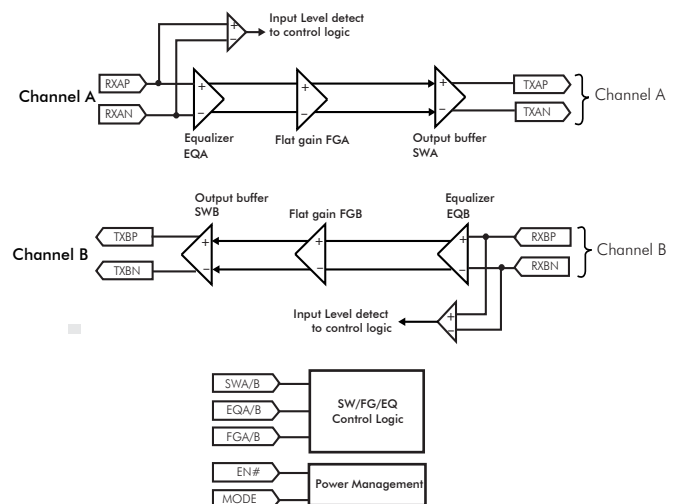 Input Level detect
to control logic
RXAP
RXAN
Channel A
+
−
+
−
+
−
+
−
TXAP
TXAN
Channel A
Equalizer
EQA
Flat gain FGA
Output buffer
SWA
Output buffer
SWB
Flat gain FGB
Equalizer
EQB
TXBP
TXBN
Channel B
+
−
+
−
+
−
RXBP
RXBN
Channel B
Input Level detect
to control logic
+
−
SWA/B
EQA/B
FGA/B
SW/FG/EQ
Control Logic
EN#
MODE
Power Management